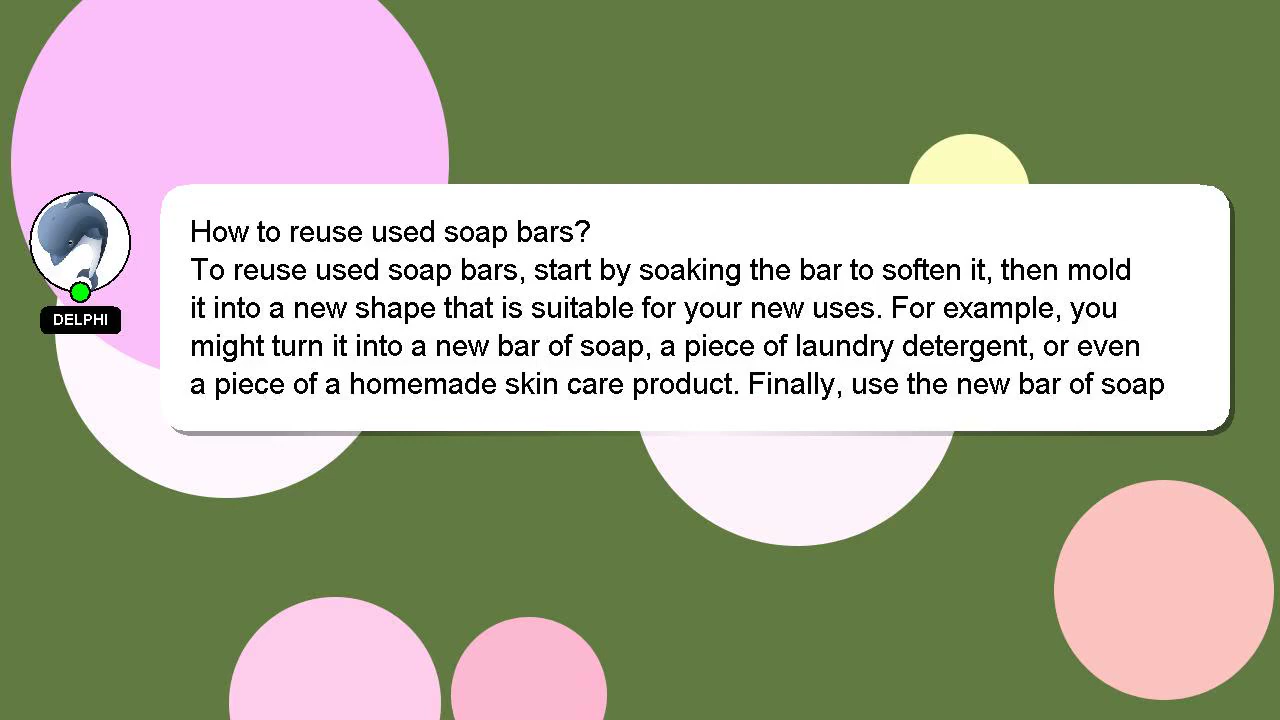 How to reuse used soap bars?
To reuse used soap bars, start by soaking the bar to soften it, then mold
it into a new shape that is suitable for your new uses. For example, you
might turn it into a new bar of soap, a piece of laundry detergent, or even
a piece of a homemade skin care product. Finally, use the new bar of soap
DELPHI